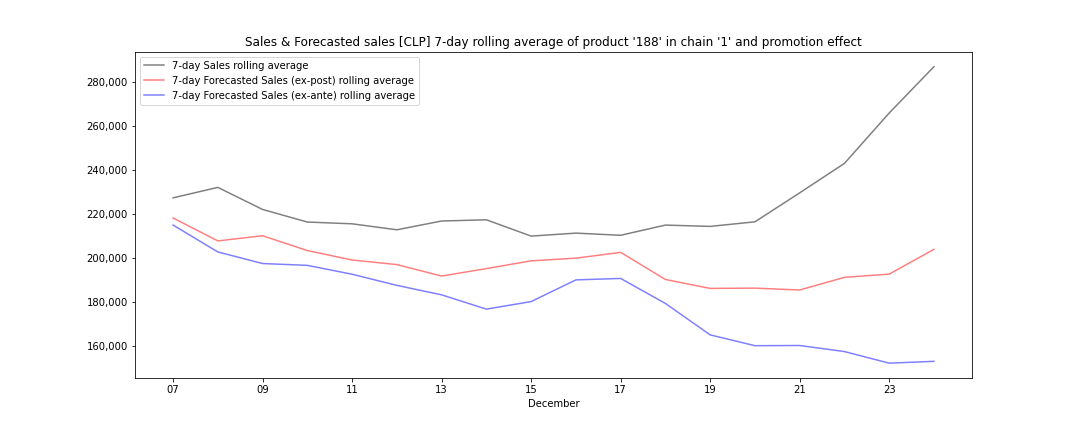 Sales & Forecasted sales [CLP] 7-day rolling average of product '188' in chain '1' and promotion effect
7-day Sales rolling average
7-day Forecasted Sales (ex-post) rolling average
7-day Forecasted Sales (ex-ante) rolling average
280,000
260,000
240,000
220,000
200,000
180,000
160,000
07 09 11 13 15 17 19 21 23
December